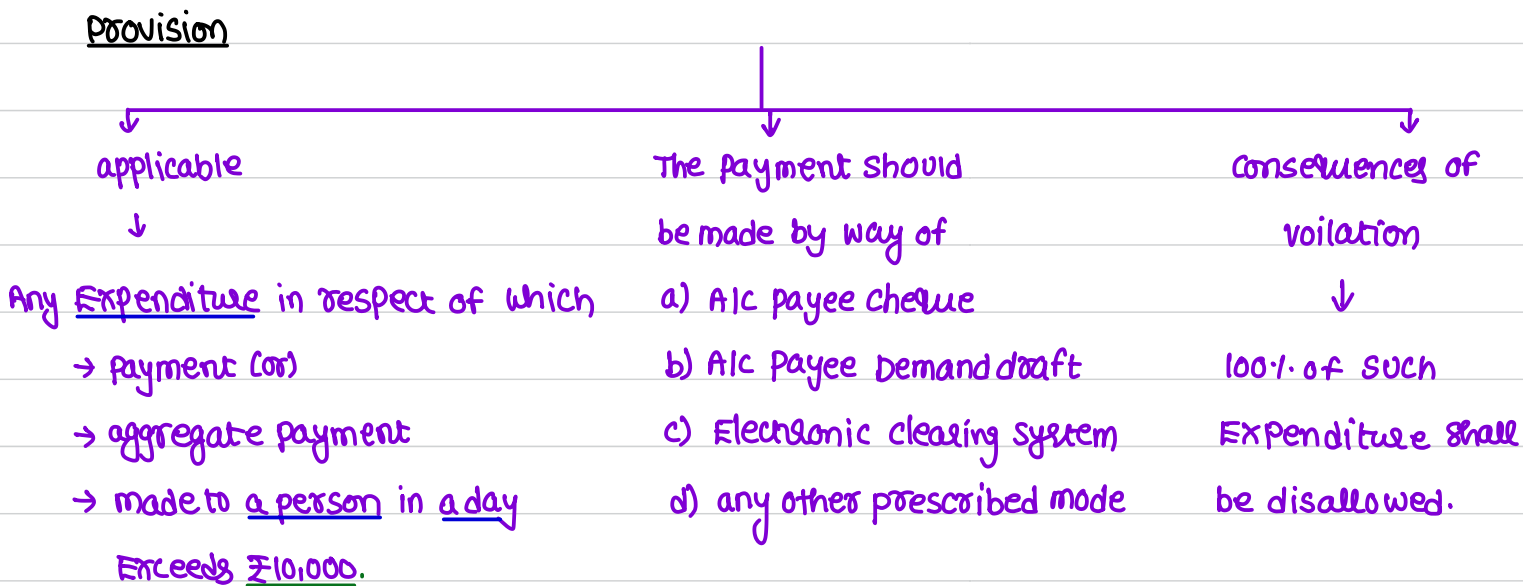 Provision
applicable
Any Expenditure in respect of which
→ Payment (or)
→ aggregate payment
→ made to a person in a day
Exceeds ₹10,000.
The Payment Should
be made by way of
a) A/c payee cheque
b) A/c Payee Demand draft
c) Electronic clearing system
d) any other prescribed mode
Consequences of
voilation
100% of such
Expenditure shall
be disallowed.